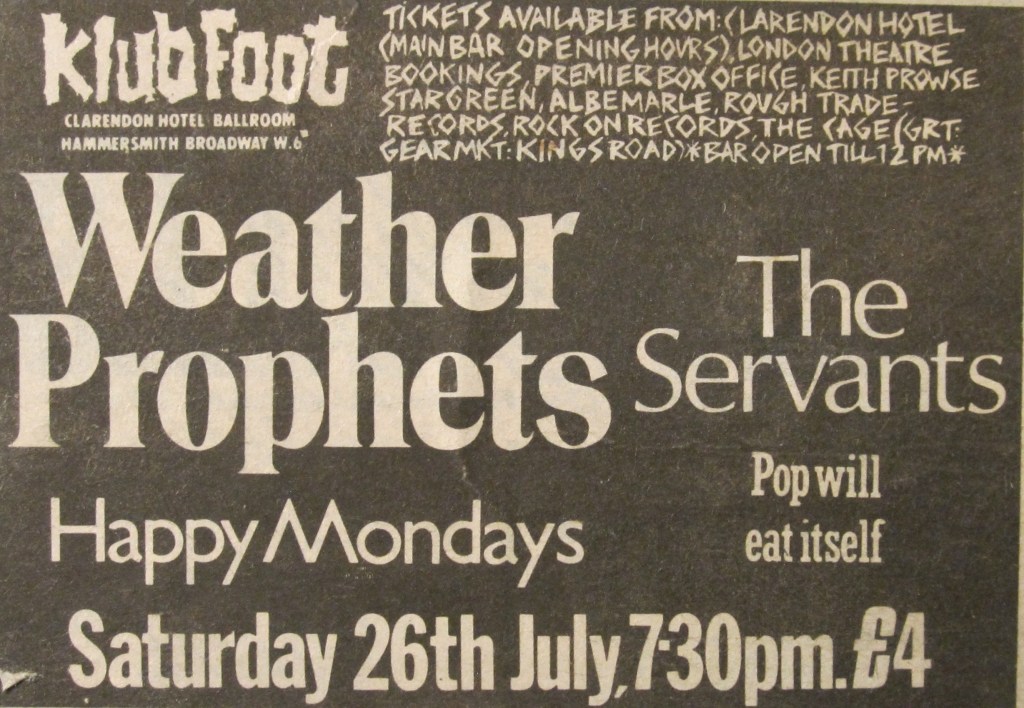 Klub Foot
CLARENDON HOTEL BALLROOM
HAMMERSMITH BROADWAY W.6
TICKETS AVAILABLE FROM: CLARENDON HOTEL
(MAIN BAR OPENING HOURS), LONDON THEATRE
BOOKINGS, PREMIER BOX OFFICE, KEITH PROWSE
STARGREEN, ALBEMARLE, ROUGH TRADE-
RECORDS, ROCK ON RECORDS, THE CAGE (GRT:
GEAR MKT: KINGS ROAD) *BAR OPEN TILL 12 PM*
Weather
Prophets
The
Servants
Happy Mondays
Pop will
eat itself
Saturday 26th July, 7-30pm. £4